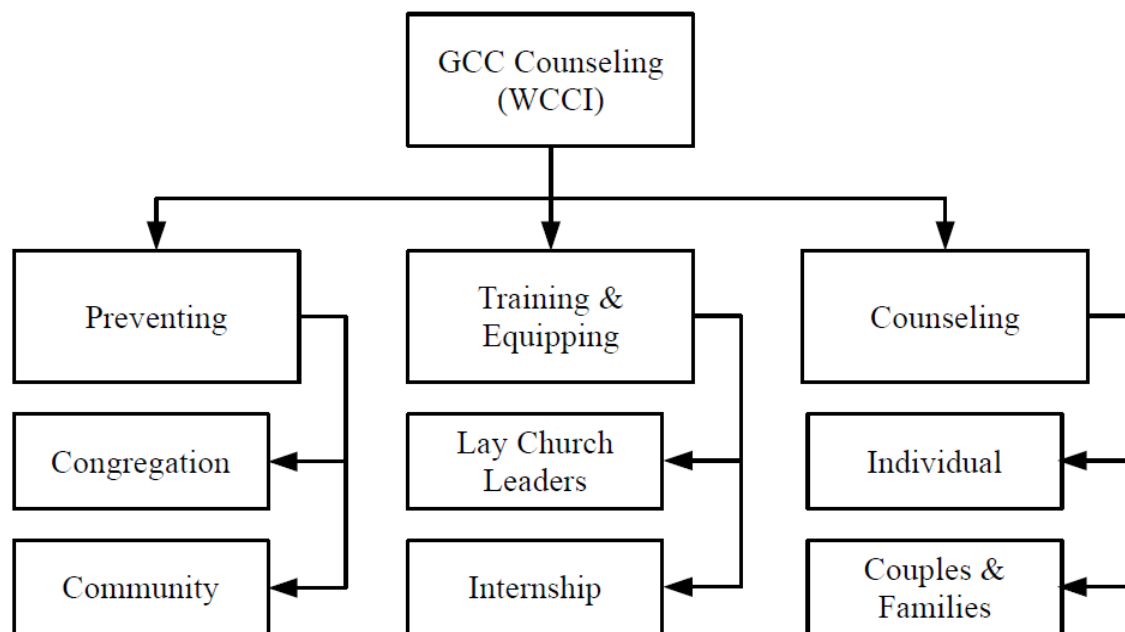 GCC Counseling
(WCCI)
Preventing
Training &
Equipping
Counseling
Congregation
Lay Church
Leaders
Individual
Community
Internship
Couples &
Families